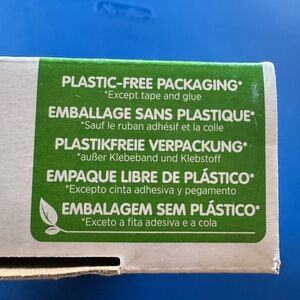 PLASTIC-FREE PACKAGING*
*Except tape and glue
EMBALLAGE SANS PLASTIQUE*
*Sauf le ruban adhésif et la colle
PLASTIKFREIE VERPACKUNG*
*außer Klebeband und Klebstoff
EMPAQUE LIBRE DE PLÁSTICO*
*Excepto cinta adhesiva y pegamento
EMBALAGEM SEM PLÁSTICO*
*Exceto a fita adesiva e a cola